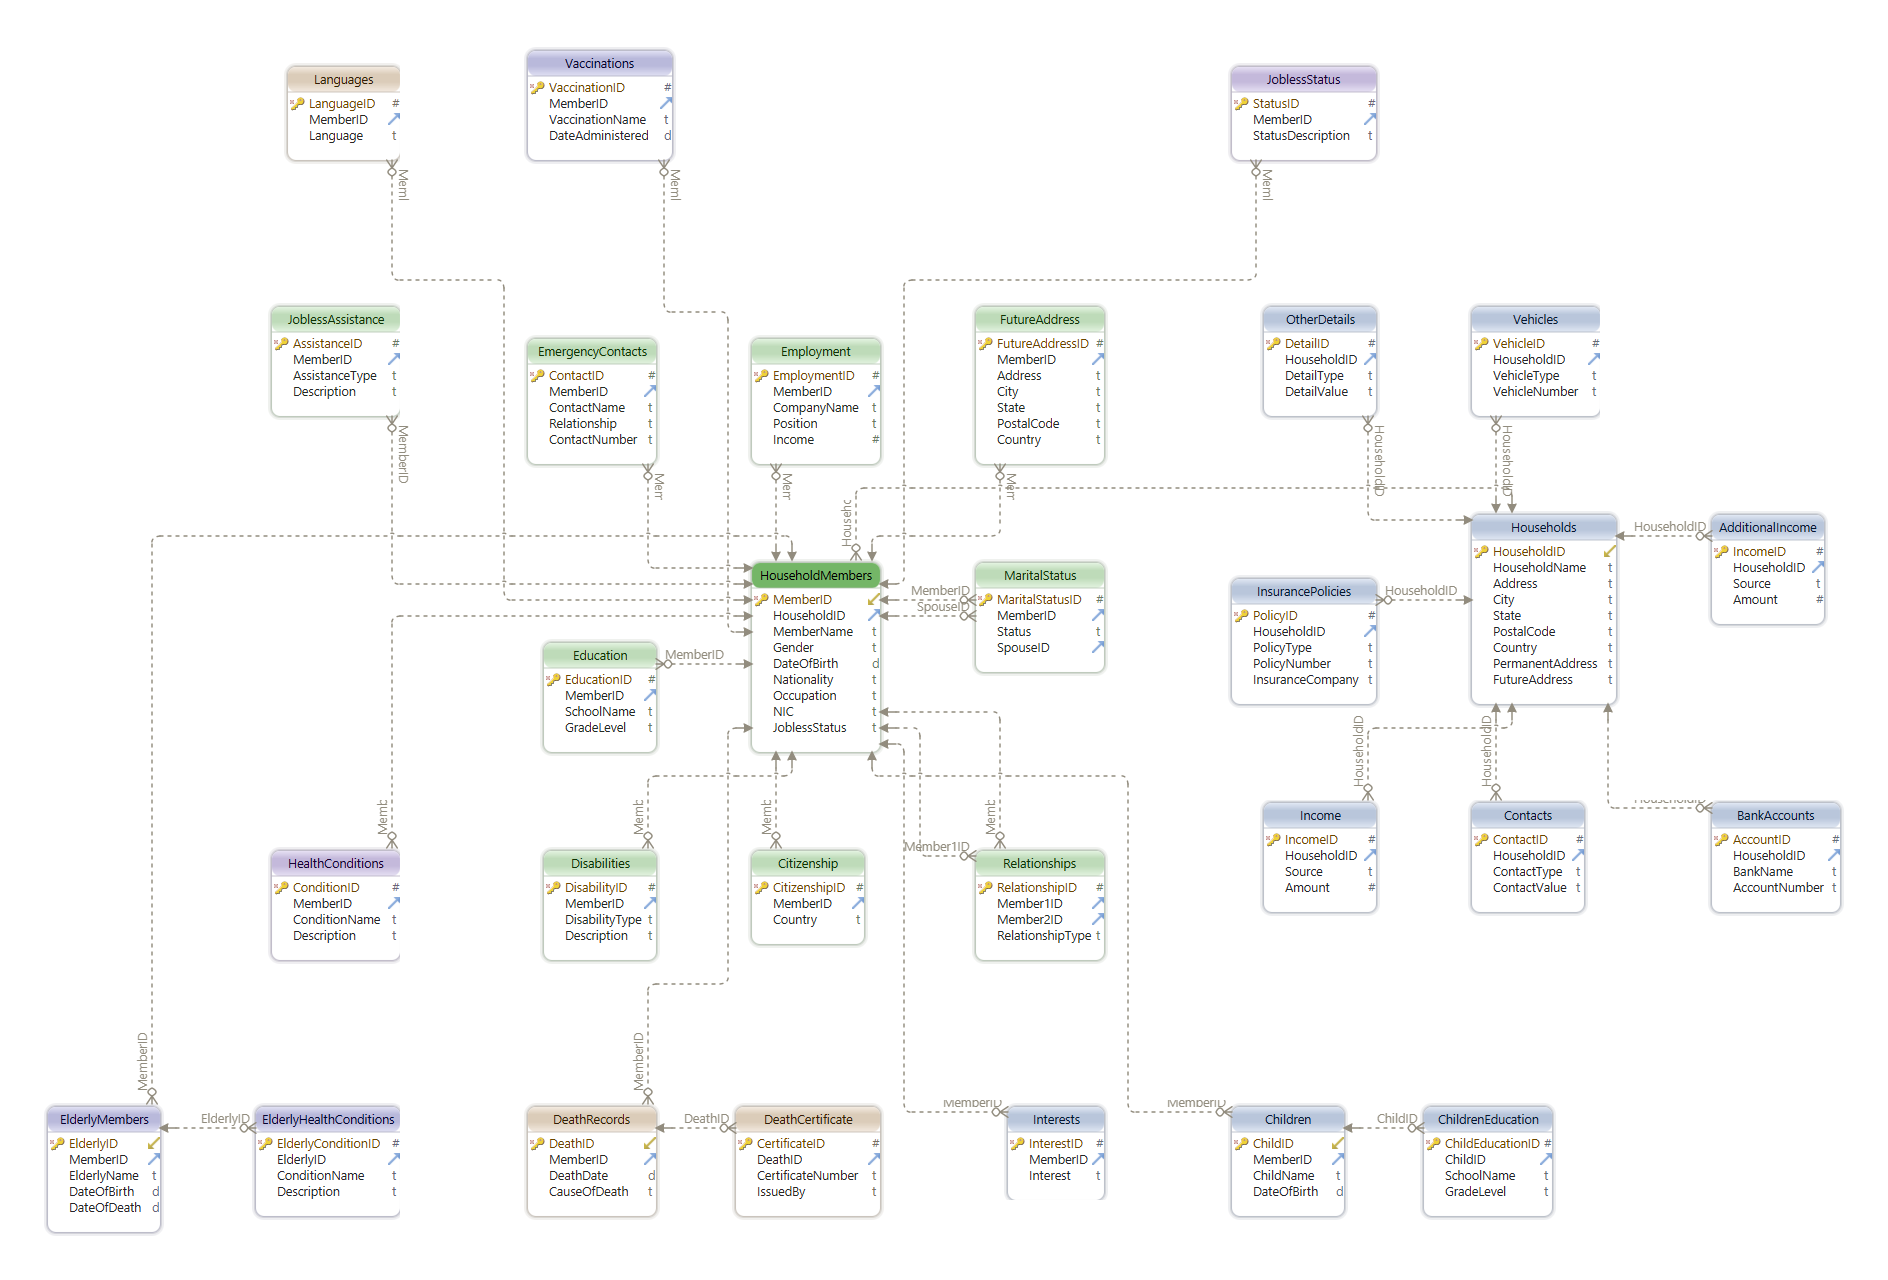 Languages
LanguageID #
MemberID
Language t
Meml
Vaccinations
VaccinationID #
MemberID
VaccinationName t
DateAdministered d
Meml
JoblessStatus
StatusID #
MemberID
StatusDescription t
Meml
JoblessAssistance
AssistanceID #
MemberID
AssistanceType t
Description t
MemberID
EmergencyContacts
ContactID #
MemberID
ContactName t
Relationship t
ContactNumber t
Merr
Employment
EmploymentID #
MemberID
CompanyName t
Position t
Income #
Merr
FutureAddress
FutureAddressID #
MemberID
Address t
City t
State t
PostalCode t
Country t
Merr
OtherDetails
DetailID #
HouseholdID
DetailType t
DetailValue t
HouseholdID
Vehicles
VehicleID #
HouseholdID
VehicleType t
VehicleNumber t
HouseholdID
Househc
HouseholdMembers
MemberID
HouseholdID
MemberName t
Gender t
DateOfBirth d
Nationality t
Occupation t
NIC t
JoblessStatus t
MemberID
SpouseID
MaritalStatus
MaritalStatusID #
MemberID
Status t
SpouseID
InsurancePolicies
PolicyID #
HouseholdID
PolicyType t
PolicyNumber t
InsuranceCompany t
HouseholdID
Households
HouseholdID
HouseholdName t
Address t
City t
State t
PostalCode t
Country t
PermanentAddress t
FutureAddress t
HouseholdID
AdditionalIncome
IncomeID #
HouseholdID
Source t
Amount #
Education
EducationID #
MemberID
SchoolName t
GradeLevel t
MemberID
HouseholdID
HouseholdID
HouseholdID
Income
IncomeID #
HouseholdID
Source t
Amount #
Contacts
ContactID #
HouseholdID
ContactType t
ContactValue t
BankAccounts
AccountID #
HouseholdID
BankName t
AccountNumber t
Memb
HealthConditions
ConditionID #
MemberID
ConditionName t
Description t
Memb
Disabilities
DisabilityID #
MemberID
DisabilityType t
Description t
Memb
Citizenship
CitizenshipID #
MemberID
Country t
Member1ID
Memb
Relationships
RelationshipID #
Member1ID
Member2ID
RelationshipType t
MemberID
ElderlyMembers
ElderlyID
MemberID
ElderlyName t
DateOfBirth d
DateOfDeath d
ElderlyID
ElderlyHealthConditions
ElderlyConditionID #
ElderlyID
ConditionName t
Description t
MemberID
DeathRecords
DeathID
MemberID
DeathDate d
CauseOfDeath t
DeathID
DeathCertificate
CertificateID #
DeathID
CertificateNumber t
IssuedBy t
MemberID
Interests
InterestID #
MemberID
Interest t
MemberID
Children
ChildID
MemberID
ChildName t
DateOfBirth d
ChildID
ChildrenEducation
ChildEducationID #
ChildID
SchoolName t
GradeLevel t